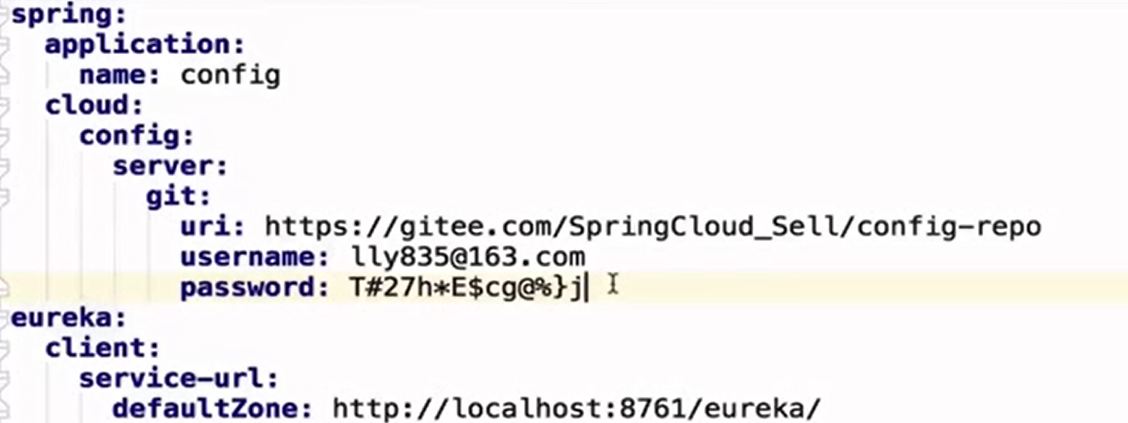 spring:
  application:
    name: config
  cloud:
    config:
      server:
        git:
          uri: https://gitee.com/SpringCloud_Sell/config-repo
          username: lly835@163.com
          password: T#27h*E$cg@%}j
eureka:
  client:
    service-url:
      defaultZone: http://localhost:8761/eureka/